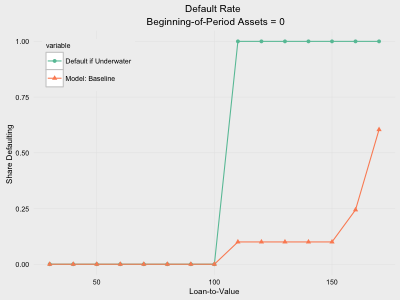 Default Rate
Beginning-of-Period Assets = 0
variable
Default if Underwater
Model: Baseline
1.00
0.75
0.50
0.25
0.00
Share Defaulting
50
100
150
Loan-to-Value